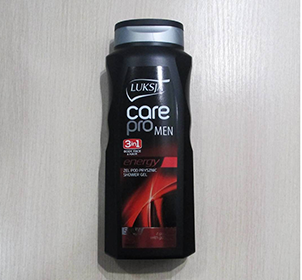 LUKSJA
care
pro MEN
3in1
energy
ŻEL POD PRYSZNIC
SHOWER GEL